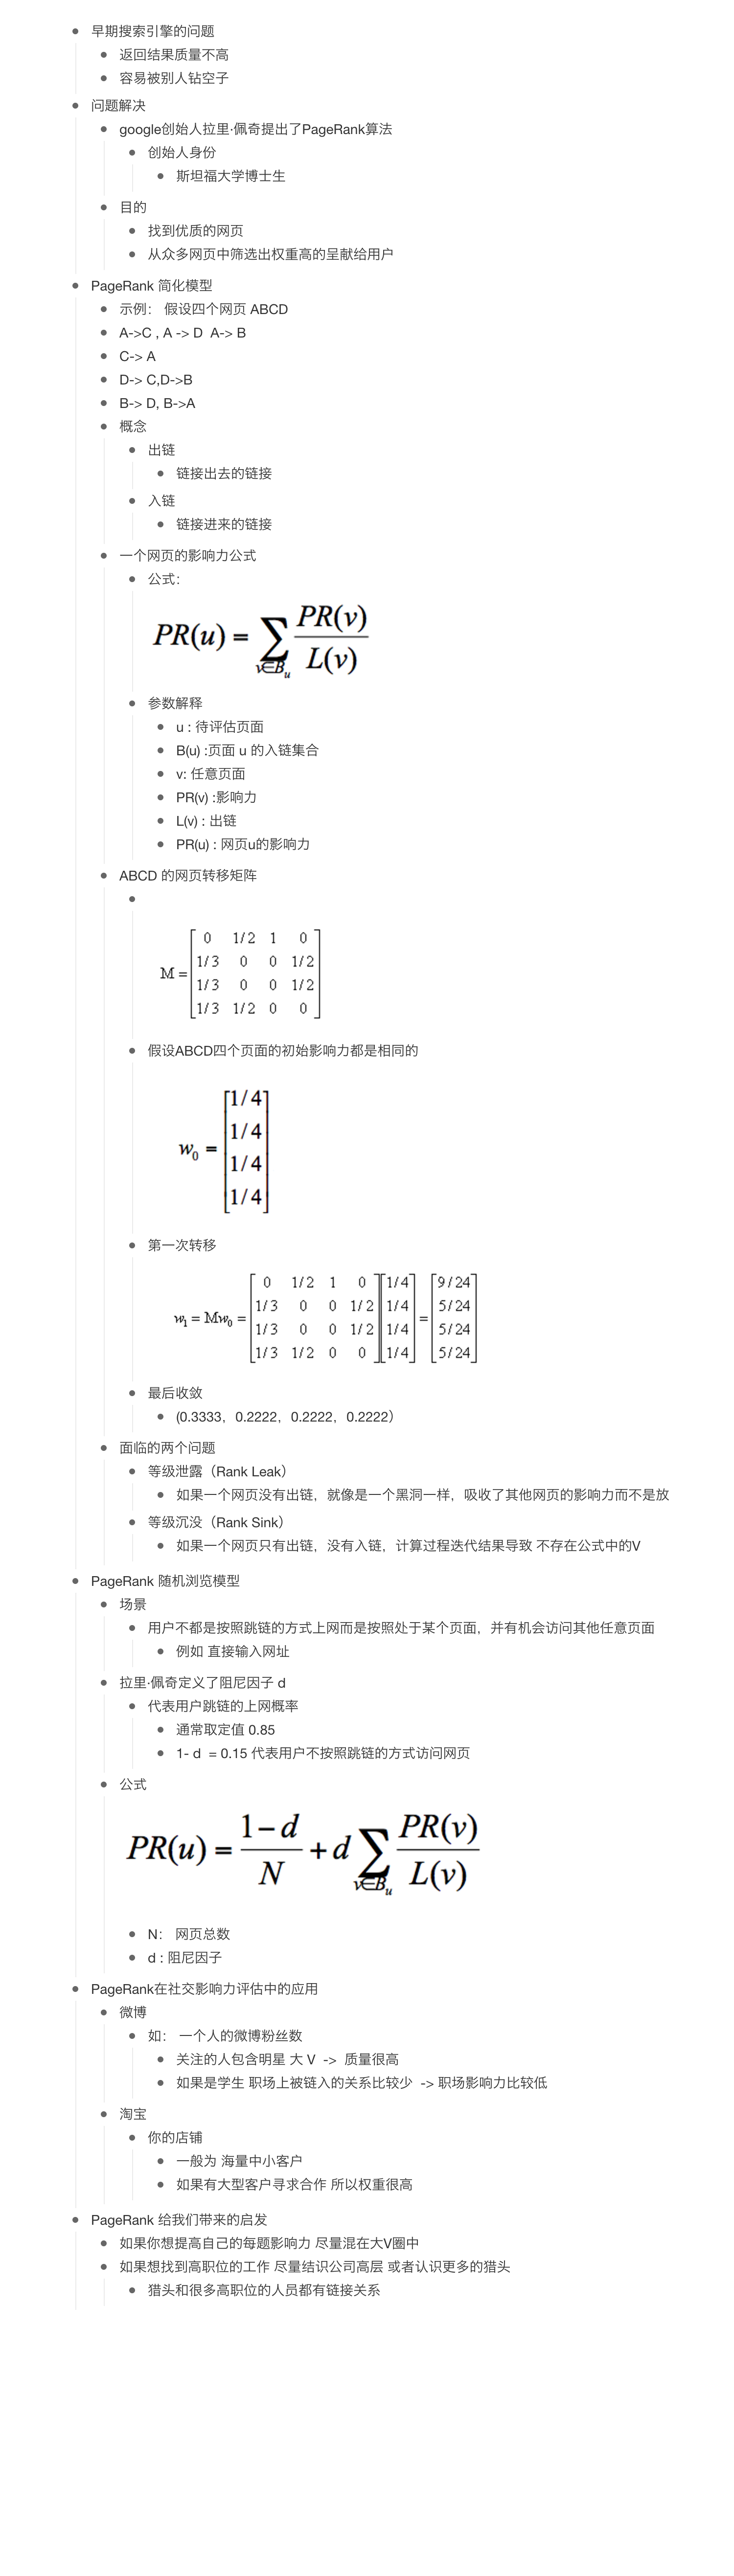 早期搜索引擎的问题
返回结果质量不高
容易被别人钻空子
问题解决
google创始人拉里·佩奇提出了PageRank算法
创始人身份
斯坦福大学博士生
目的
找到优质的网页
从众多网页中筛选出权重高的呈献给用户
PageRank 简化模型
示例： 假设四个网页 ABCD
A->C , A -> D  A-> B
C-> A
D-> C,D->B
B-> D, B->A
概念
出链
链接出去的链接
入链
链接进来的链接
一个网页的影响力公式
公式：
PR(u) = ∑ v∈B_u PR(v) / L(v)
参数解释
u : 待评估页面
B(u) :页面 u 的入链集合
v: 任意页面
PR(v) :影响力
L(v) : 出链
PR(u) : 网页u的影响力
ABCD 的网页转移矩阵
M =
0 1/2 1 0
1/3 0 0 1/2
1/3 0 0 1/2
1/3 1/2 0 0
假设ABCD四个页面的初始影响力都是相同的
w0 =
1/4
1/4
1/4
1/4
第一次转移
w1 = Mw0 =
0 1/2 1 0 1/4 = 9/24
1/3 0 0 1/2 1/4 5/24
1/3 0 0 1/2 1/4 5/24
1/3 1/2 0 0 1/4 5/24
最后收敛
(0.3333，0.2222，0.2222，0.2222）
面临的两个问题
等级泄露（Rank Leak）
如果一个网页没有出链，就像是一个黑洞一样，吸收了其他网页的影响力而不是放
等级沉没（Rank Sink）
如果一个网页只有出链，没有入链，计算过程迭代结果导致 不存在公式中的V
PageRank 随机浏览模型
场景
用户不都是按照跳链的方式上网而是按照处于某个页面，并有机会访问其他任意页面
例如 直接输入网址
拉里·佩奇定义了阻尼因子 d
代表用户跳链的上网概率
通常取定值 0.85
1- d  = 0.15 代表用户不按照跳链的方式访问网页
公式
PR(u) = (1−d) / N + d ∑ v∈B_u PR(v) / L(v)
N： 网页总数
d : 阻尼因子
PageRank在社交影响力评估中的应用
微博
如： 一个人的微博粉丝数
关注的人包含明星 大 V  ->  质量很高
如果是学生 职场上被链入的关系比较少  -> 职场影响力比较低
淘宝
你的店铺
一般为 海量中小客户
如果有大型客户寻求合作 所以权重很高
PageRank 给我们带来的启发
如果你想提高自己的每题影响力 尽量混在大V圈中
如果想找到高职位的工作 尽量结识公司高层 或者认识更多的猎头
猎头和很多高职位的人员都有链接关系